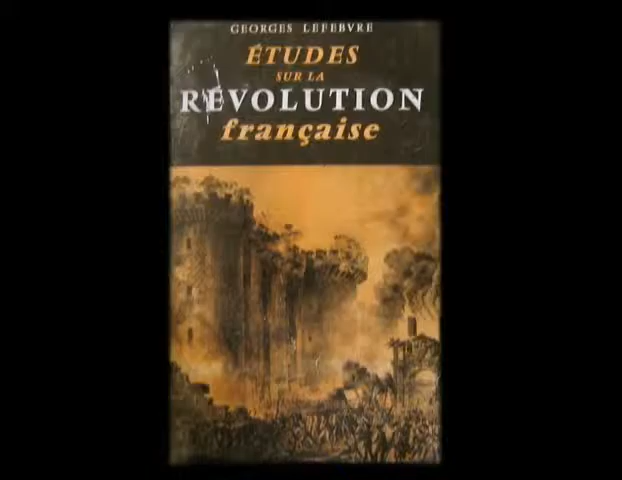 GEORGES LEFEBVRE
ÉTUDES
SUR LA
RÉVOLUTION
française